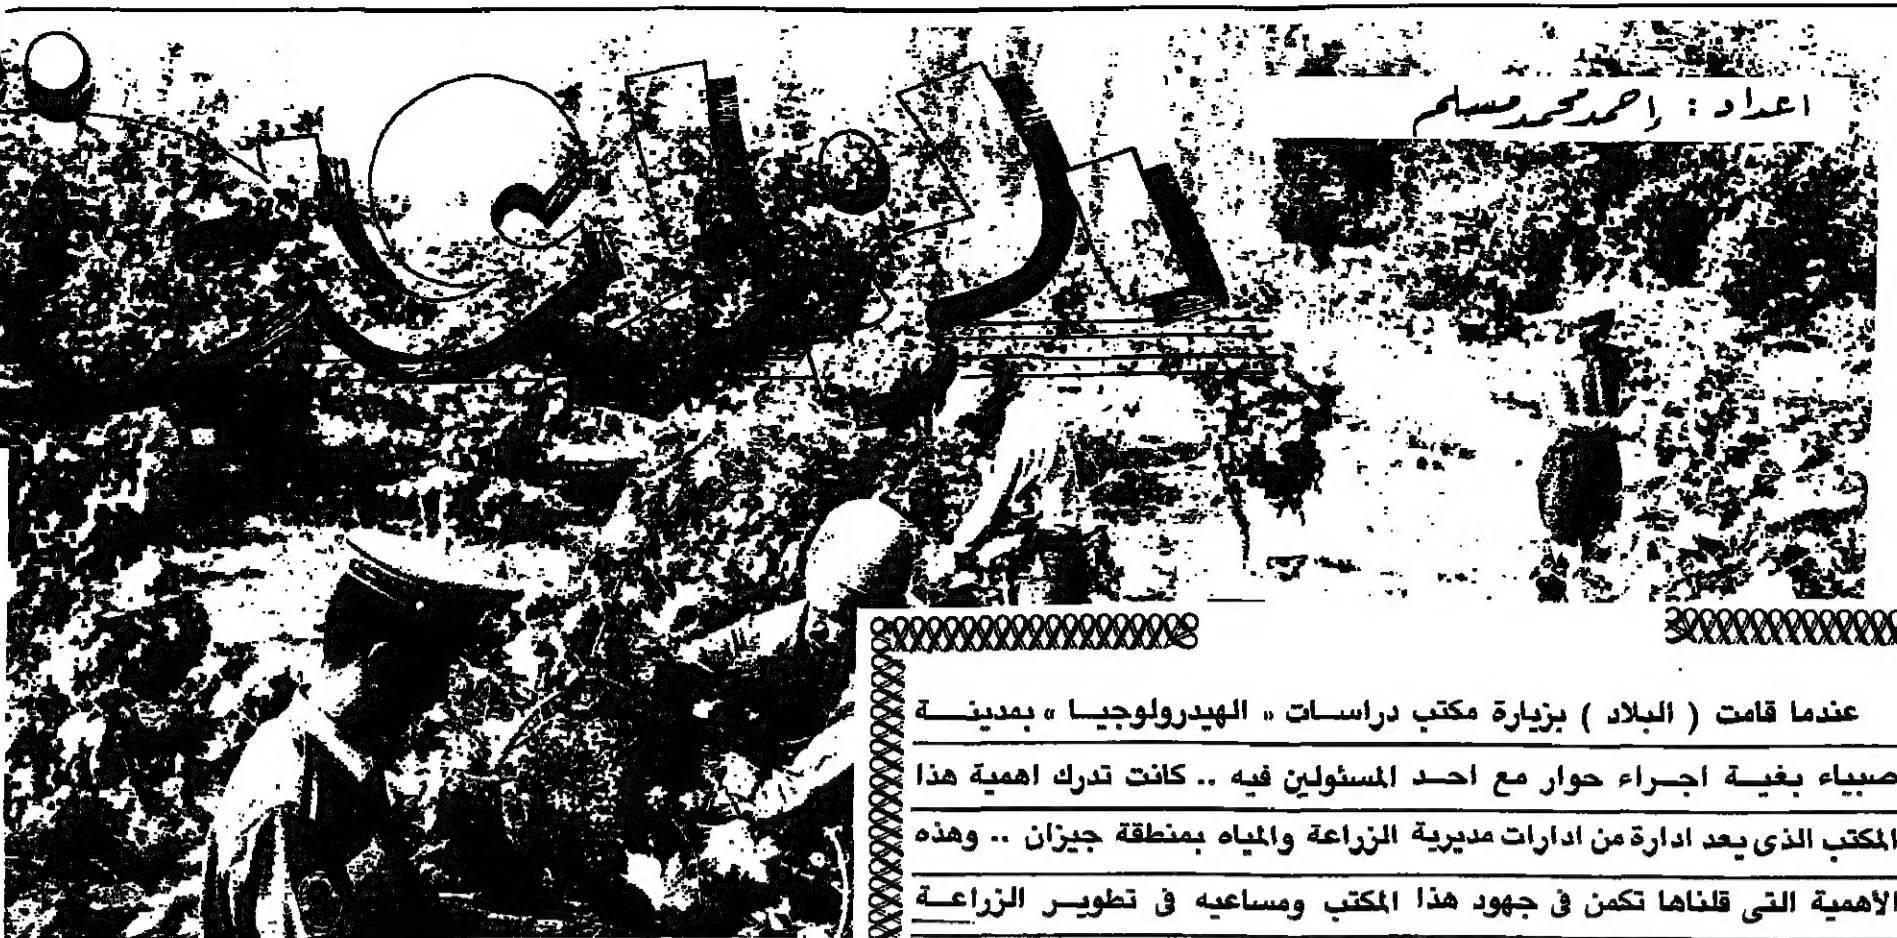 اعداد : احمد محمد مسلم
عندما قامت ( البلاد ) بزيارة مكتب دراسات « الهيدرولوجيا » بمدينة
صبياء بغية اجراء حوار مع احد المسئولين فيه .. كانت تدرك اهمية هذا
المكتب الذى يعد ادارة من ادارات مديرية الزراعة والمياه بمنطقة جيزان .. وهذه
الأهمية التى قلناها تكمن فى جهود هذا المكتب ومساعيه فى تطوير الزراعة